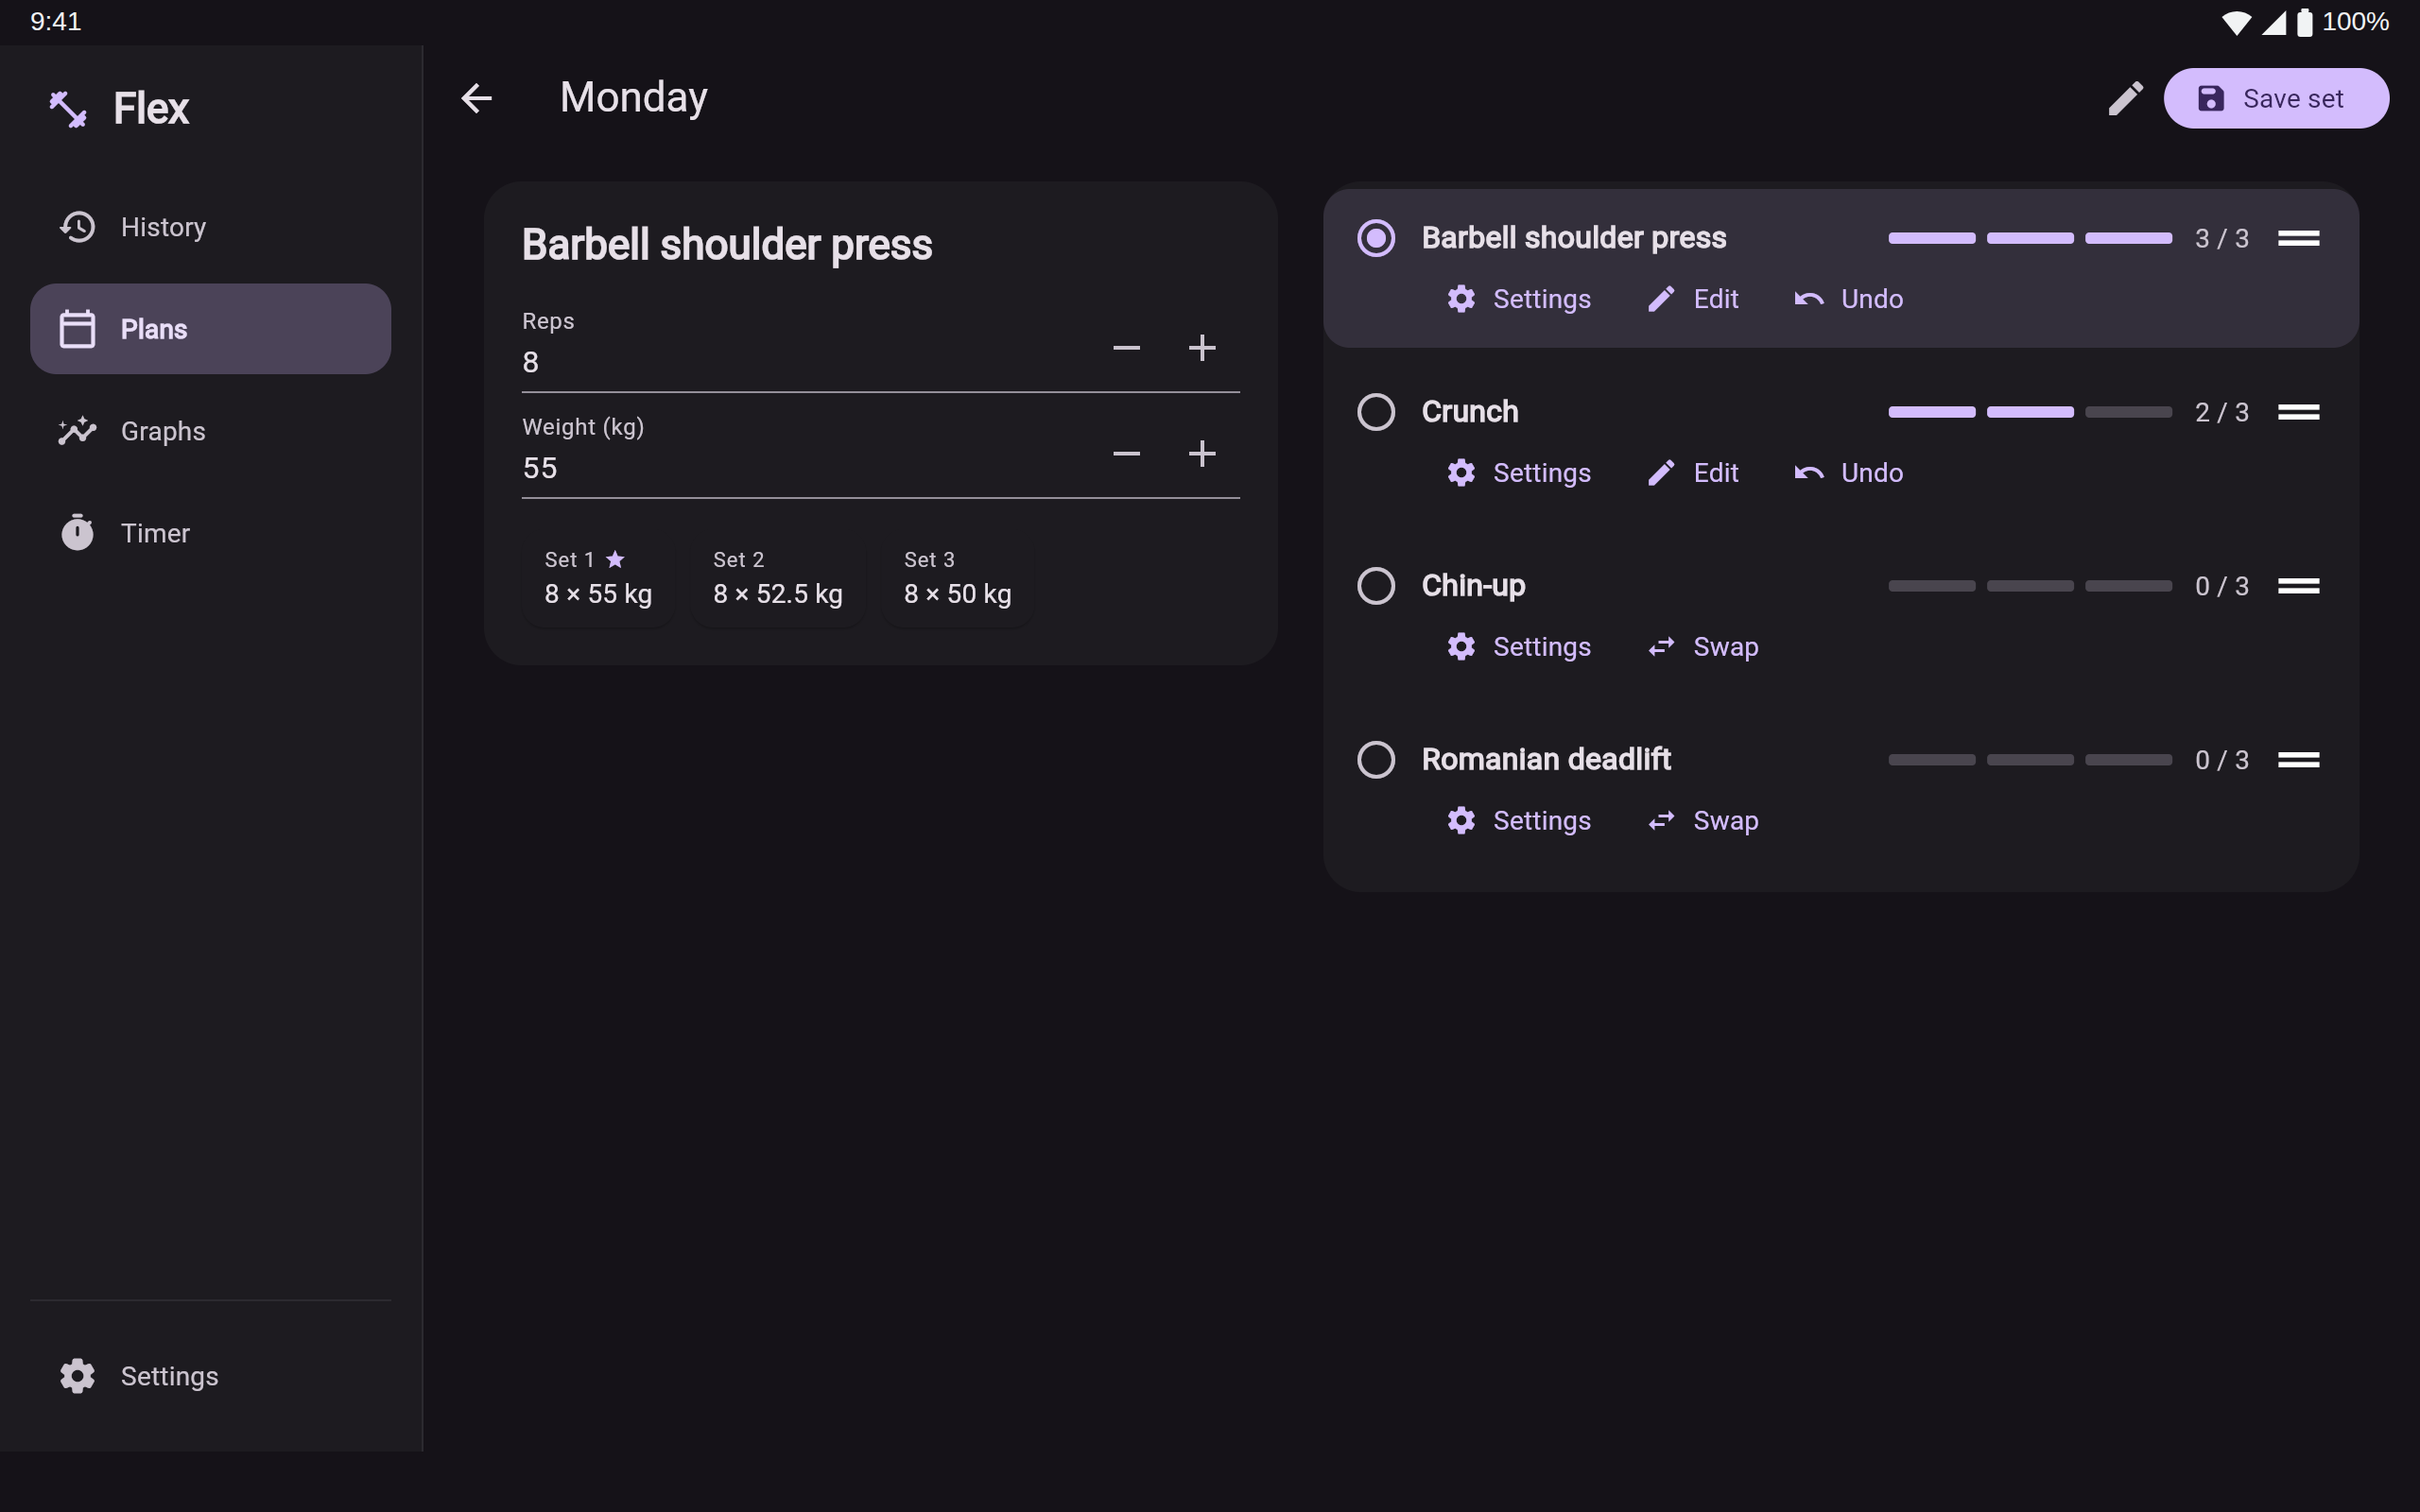 9:41
100%
Flex
History
Plans
Graphs
Timer
Settings
Monday
Save set
Barbell shoulder press
Reps
8
Weight (kg)
55
Set 1
8 × 55 kg
Set 2
8 × 52.5 kg
Set 3
8 × 50 kg
Barbell shoulder press
3 / 3
Settings
Edit
Undo
Crunch
2 / 3
Settings
Edit
Undo
Chin-up
0 / 3
Settings
Swap
Romanian deadlift
0 / 3
Settings
Swap